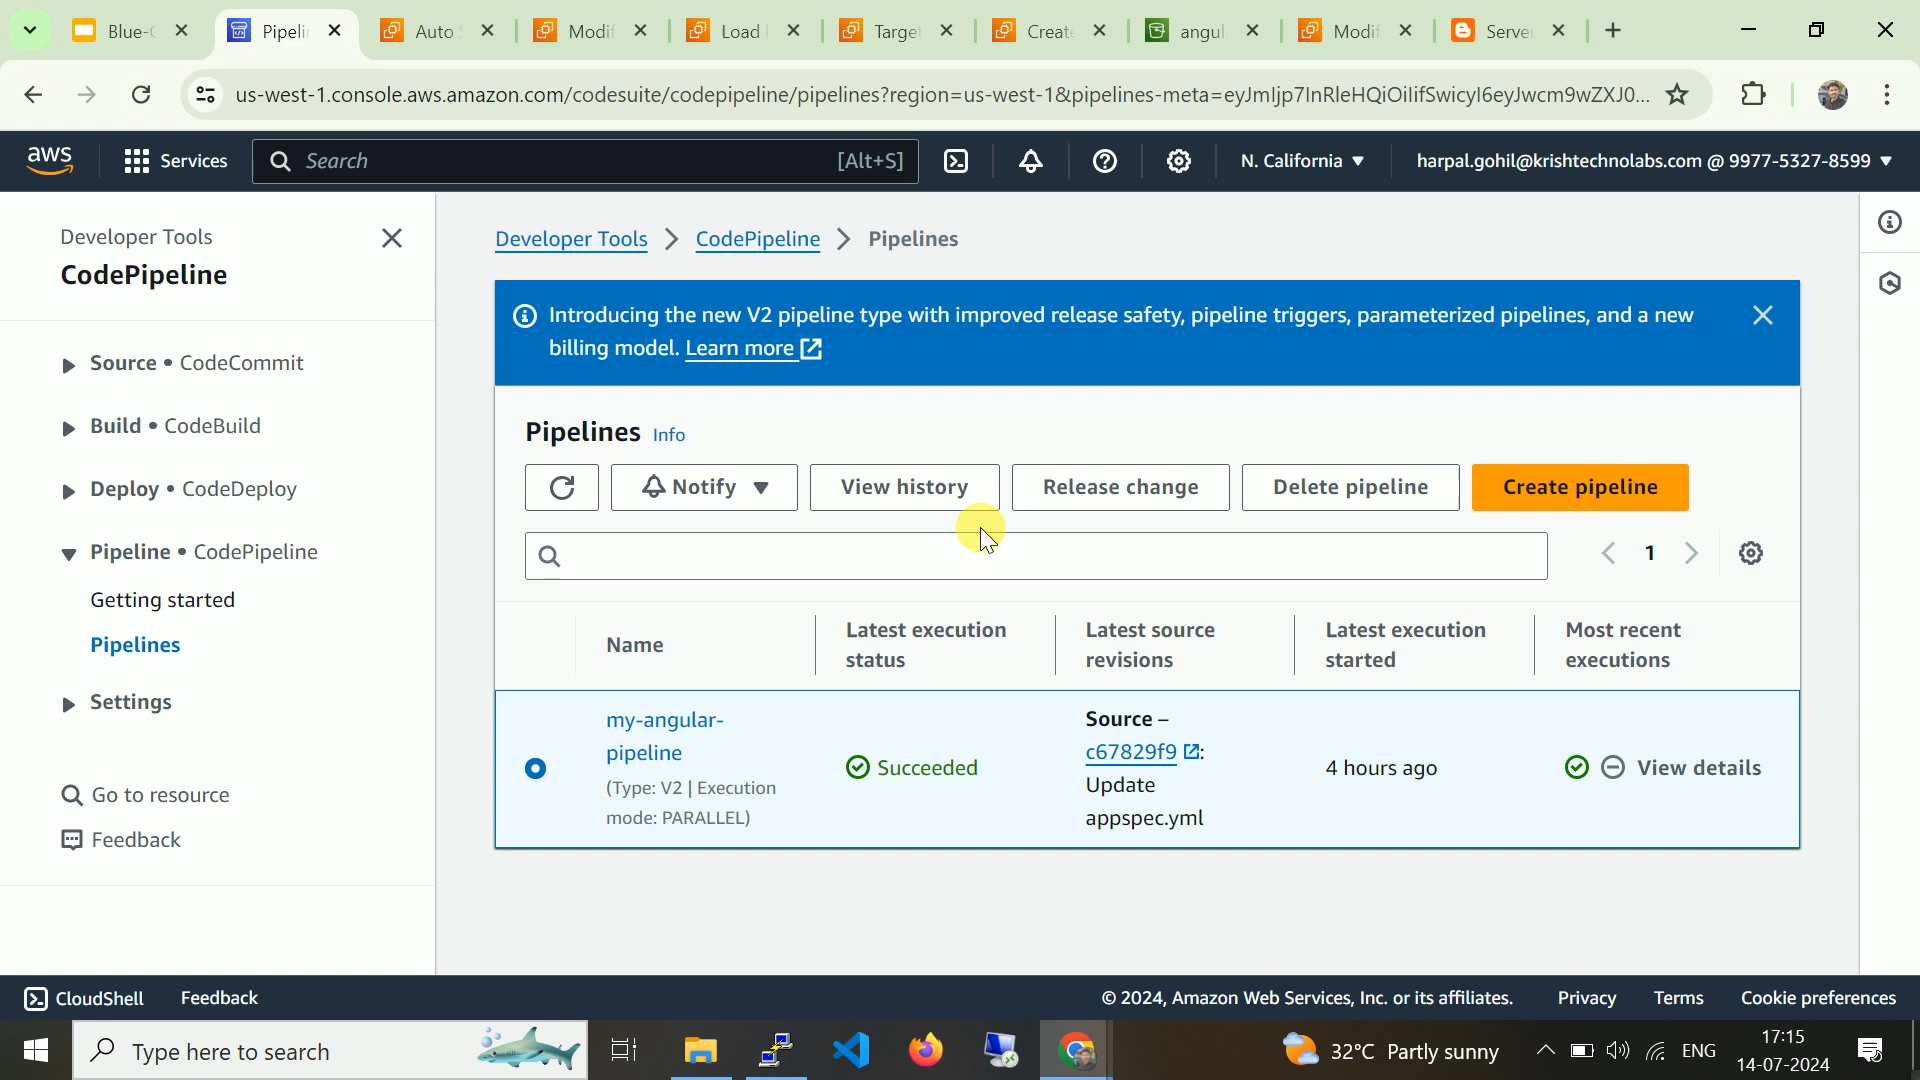 Blue-
Pipeli
Auto
Modif
Load
Targe
Create
angul
Modif
Server
us-west-1.console.aws.amazon.com/codesuite/codepipeline/pipelines?region=us-west-1&pipelines-meta=eyJmIjp7InRleHQiOiIifSwicyI6eyJwcm9wZXJ0...
aws
Services
Search
[Alt+S]
N. California
harpal.gohil@krishtechnolabs.com @ 9977-5327-8599
Developer Tools
CodePipeline
Source • CodeCommit
Build • CodeBuild
Deploy • CodeDeploy
Pipeline • CodePipeline
Getting started
Pipelines
Settings
Go to resource
Feedback
Developer Tools > CodePipeline > Pipelines
Introducing the new V2 pipeline type with improved release safety, pipeline triggers, parameterized pipelines, and a new
billing model. Learn more
Pipelines Info
Notify
View history
Release change
Delete pipeline
Create pipeline
1
Name
Latest execution
status
Latest source
revisions
Latest execution
started
Most recent
executions
my-angular-
pipeline
(Type: V2 | Execution
mode: PARALLEL)
Succeeded
Source –
c67829f9 :
Update
appspec.yml
4 hours ago
View details
CloudShell
Feedback
© 2024, Amazon Web Services, Inc. or its affiliates.
Privacy
Terms
Cookie preferences
Type here to search
32°C Partly sunny
ENG
17:15
14-07-2024